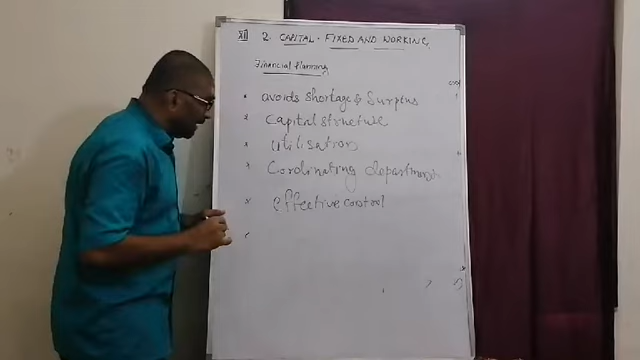 XII 2. CAPITAL - FIXED AND WORKING
Financial Planning
* avoids shortage & Surplus
* Capital structure
* Utilisation
* Coordinating departments
* Effective control
*